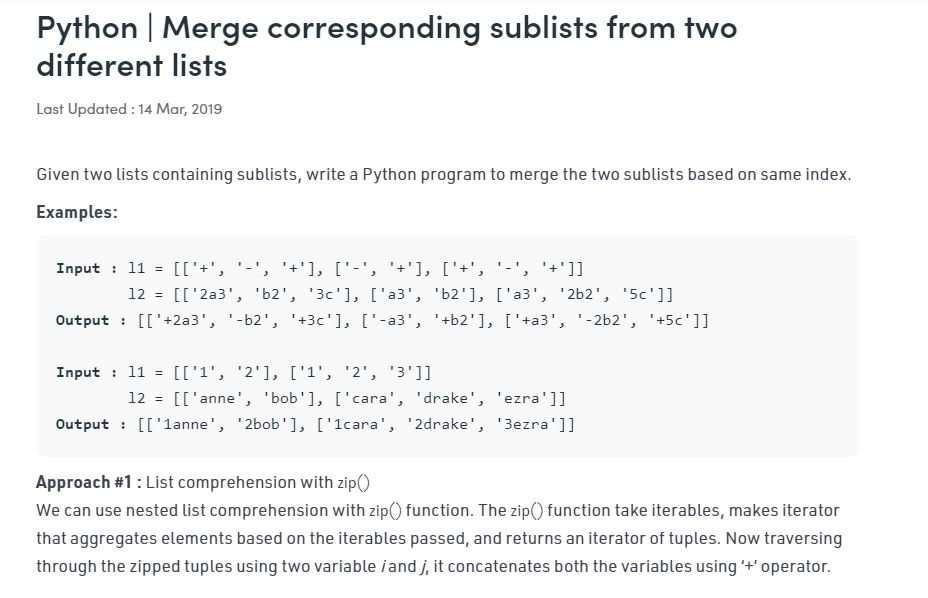 Python | Merge corresponding sublists from two
different lists
Last Updated : 14 Mar, 2019
Given two lists containing sublists, write a Python program to merge the two sublists based on same index.
Examples:
Input : l1 = [['+', '-', '+'], ['-', '+'], ['+', '-', '+']]
l2 = [['2a3', 'b2', '3c'], ['a3', 'b2'], ['a3', '2b2', '5c']]
Output : [['+2a3', '-b2', '+3c'], ['-a3', '+b2'], ['+a3', '-2b2', '+5c']]
Input : l1 = [['1', '2'], ['1', '2', '3']]
l2 = [['anne', 'bob'], ['cara', 'drake', 'ezra']]
Output : [['1anne', '2bob'], ['1cara', '2drake', '3ezra']]
Approach #1 : List comprehension with zip()
We can use nested list comprehension with zip() function. The zip() function take iterables, makes iterator
that aggregates elements based on the iterables passed, and returns an iterator of tuples. Now traversing
through the zipped tuples using two variable i and j, it concatenates both the variables using ‘+’ operator.